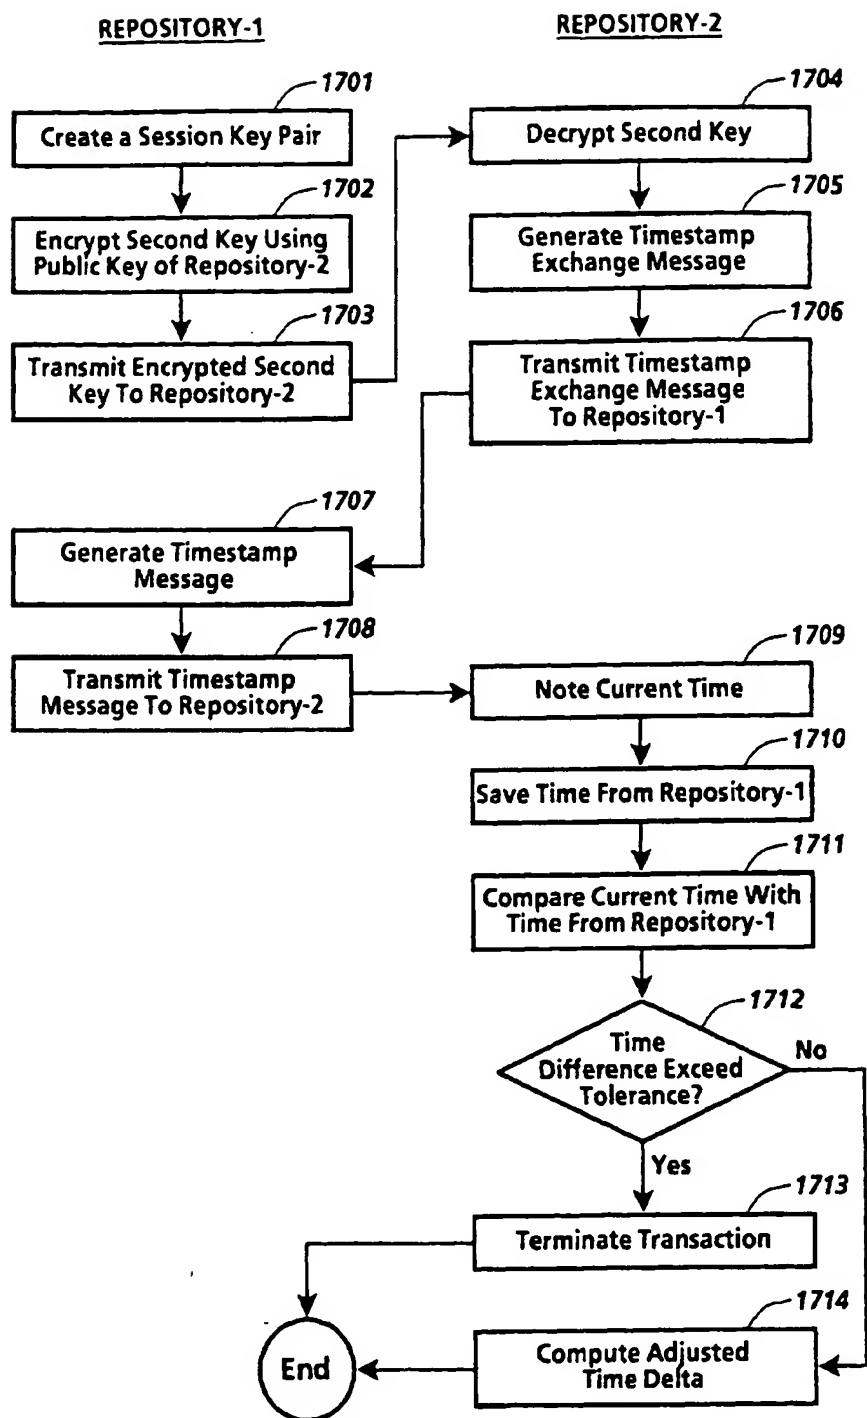 REPOSITORY-1
REPOSITORY-2
1701
Create a Session Key Pair
1702
Encrypt Second Key Using
Public Key of Repository-2
1703
Transmit Encrypted Second
Key To Repository-2
1704
Decrypt Second Key
1705
Generate Timestamp
Exchange Message
1706
Transmit Timestamp
Exchange Message
To Repository-1
1707
Generate Timestamp
Message
1708
Transmit Timestamp
Message To Repository-2
1709
Note Current Time
1710
Save Time From Repository-1
1711
Compare Current Time With
Time From Repository-1
1712
Time
Difference Exceed
Tolerance?
No
Yes
1713
Terminate Transaction
1714
Compute Adjusted
Time Delta
End